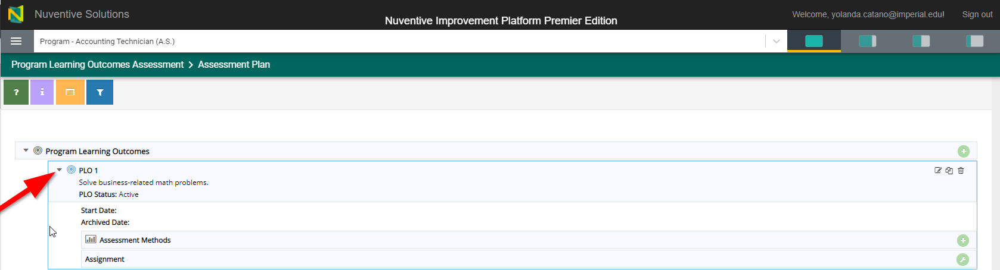 Nuventive Solutions
Nuventive Improvement Platform Premier Edition
Welcome, yolanda.catano@imperial.edu!
Sign out
Program - Accounting Technician (A.S.)
Program Learning Outcomes Assessment > Assessment Plan
? i
Program Learning Outcomes
PLO 1
Solve business-related math problems.
PLO Status: Active
Start Date:
Archived Date:
Assessment Methods
Assignment